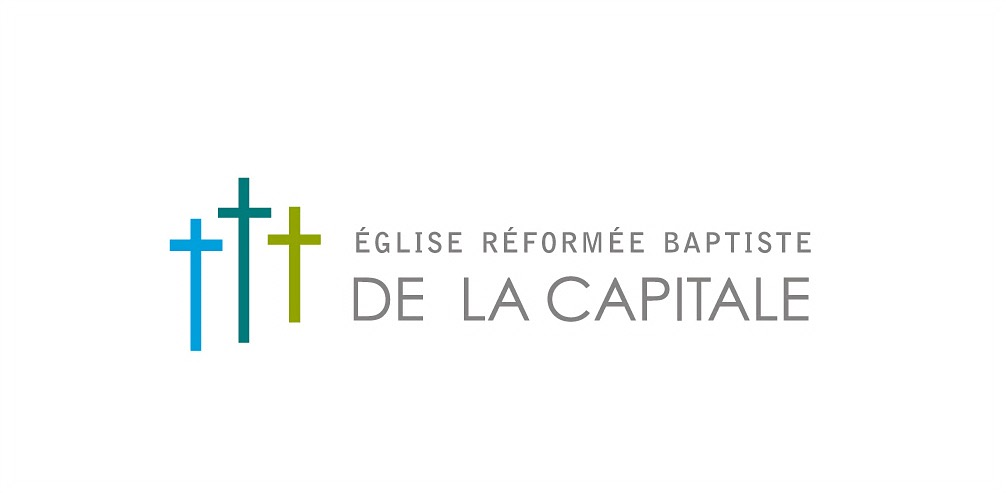 ÉGLISE RÉFORMÉE BAPTISTE
DE LA CAPITALE